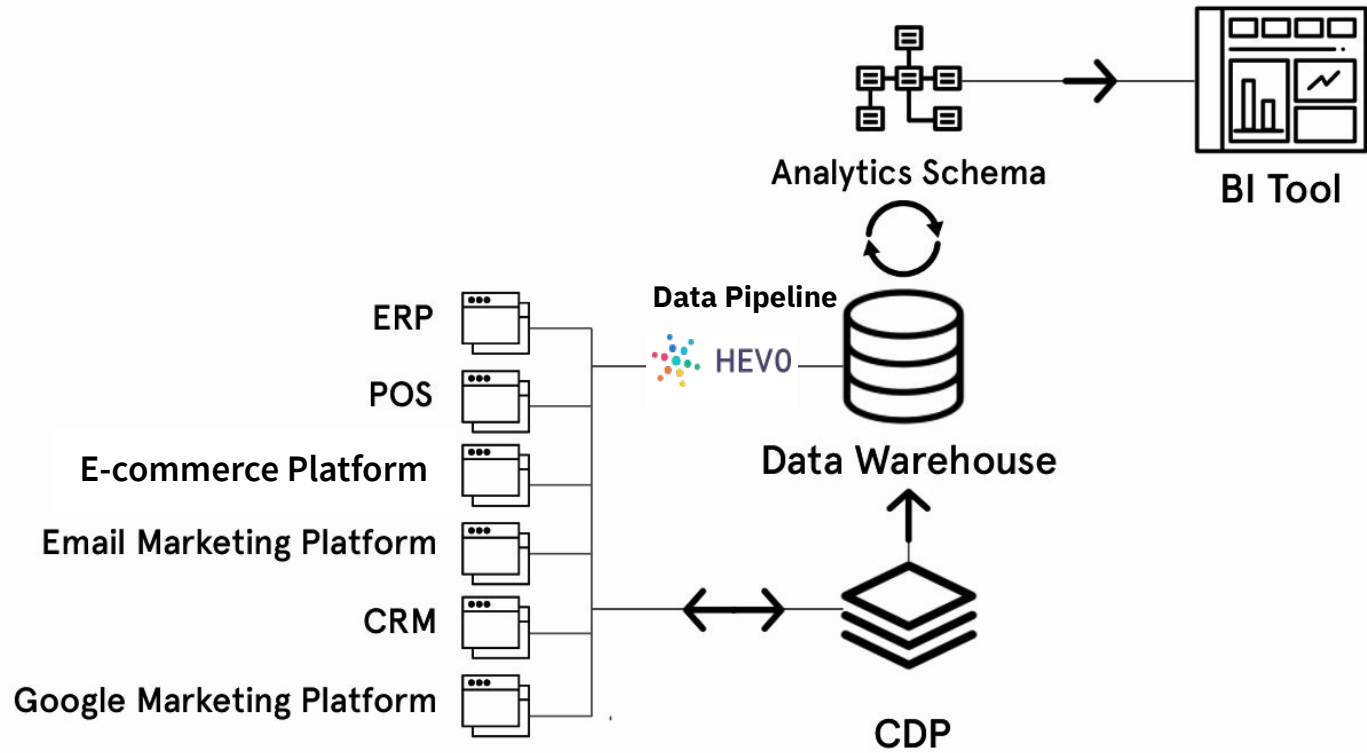 Analytics Schema
BI Tool
Data Pipeline
HEVO
ERP
POS
E-commerce Platform
Data Warehouse
Email Marketing Platform
CRM
Google Marketing Platform
CDP